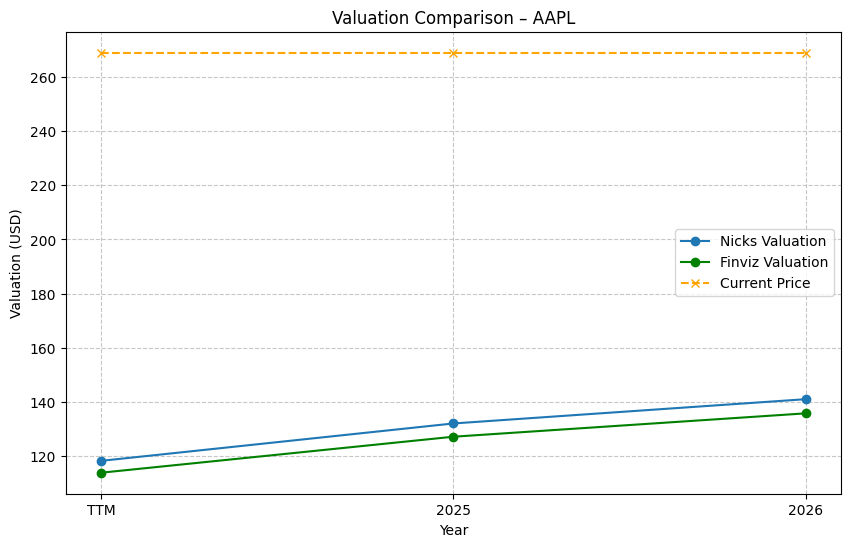 Valuation Comparison – AAPL
Valuation (USD)
260
240
220
200
180
160
140
120
Nicks Valuation
Finviz Valuation
Current Price
TTM
2025
2026
Year